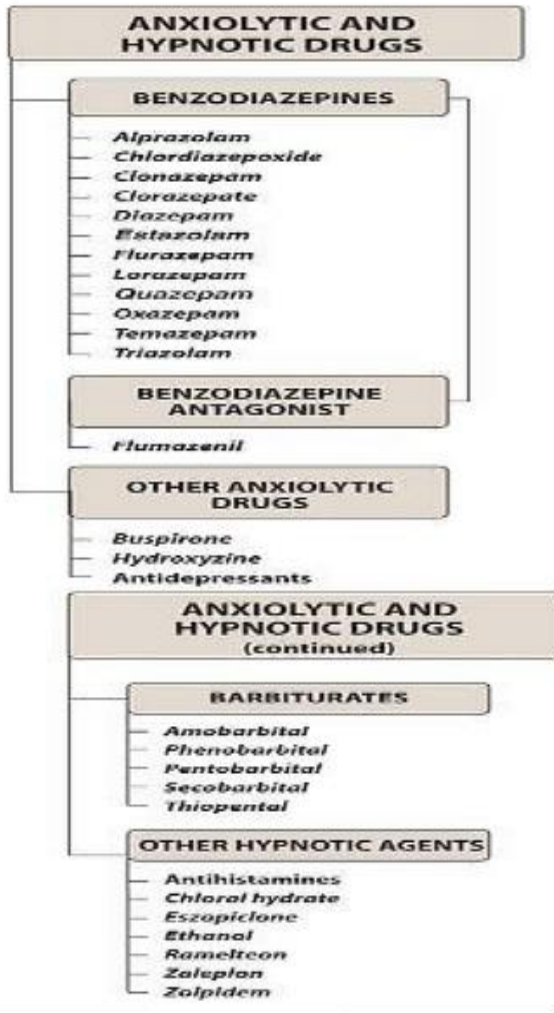 ANXIOLYTIC AND
HYPNOTIC DRUGS
BENZODIAZEPINES
Alprazolam
Chlordiazepoxide
Clonazepam
Clorazepate
Diazepam
Estazolam
Flurazepam
Lorazepam
Quazepam
Oxazepam
Temazepam
Triazolam
BENZODIAZEPINE
ANTAGONIST
Flumazenil
OTHER ANXIOLYTIC
DRUGS
Buspirone
Hydroxyzine
Antidepressants
ANXIOLYTIC AND
HYPNOTIC DRUGS
(continued)
BARBITURATES
Amobarbital
Phenobarbital
Pentobarbital
Secobarbital
Thiopental
OTHER HYPNOTIC AGENTS
Antihistamines
Chloral hydrate
Eszopiclone
Ethanol
Ramelteon
Zaleplon
Zolpidem